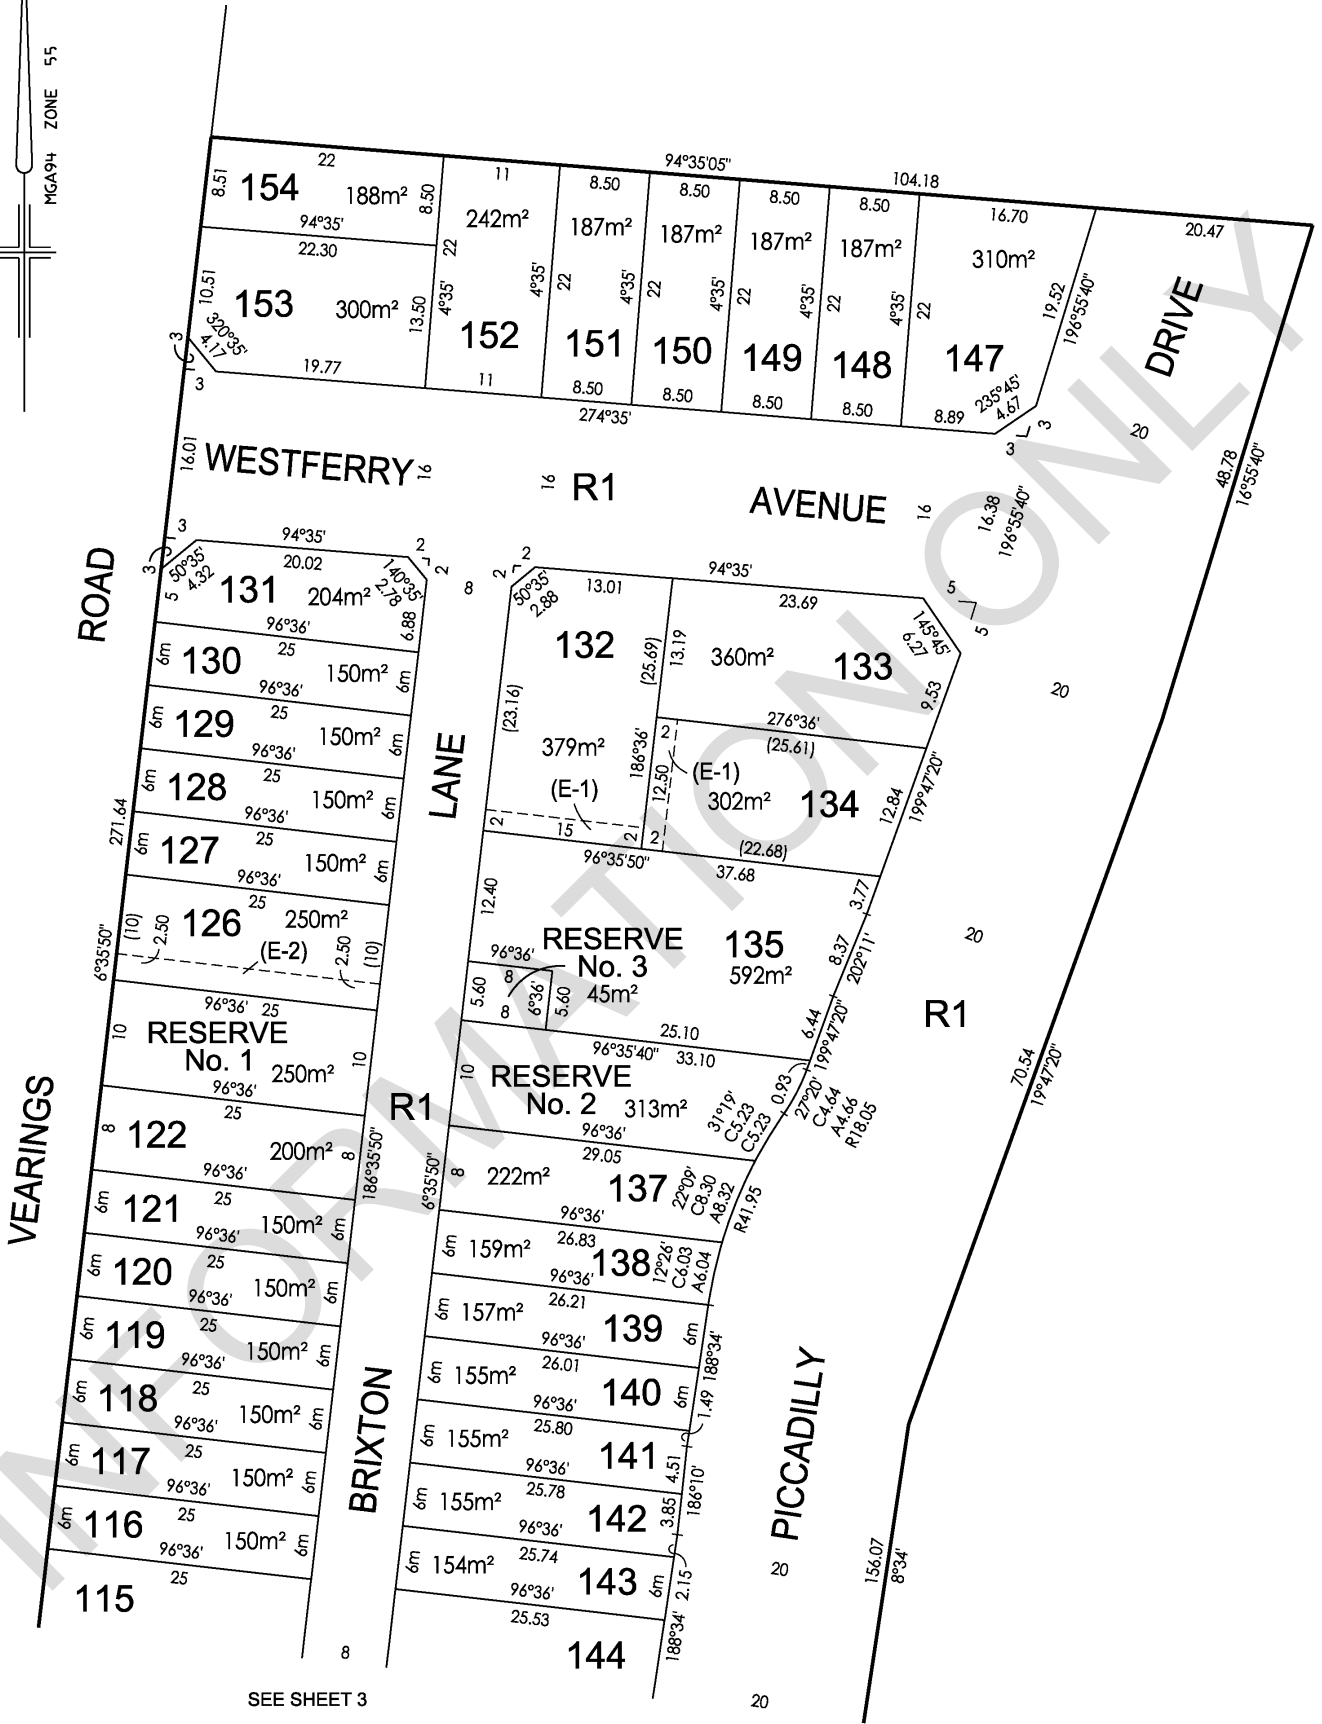 MGA94 ZONE 55
94°35'05"
104.18
22
8.51
154
188m²
8.50
94°35'
22.30
10.51
153
300m²
13.50
320°35'
4.17
3
3
19.77
11
242m²
22
4°35'
152
11
8.50
187m²
4°35'
22
151
8.50
8.50
187m²
4°35'
22
150
8.50
8.50
187m²
4°35'
22
149
8.50
8.50
187m²
4°35'
22
148
8.50
16.70
310m²
22
147
19.52
196°55'40"
235°45'
4.67
8.89
3
3
274°35'
20.47
DRIVE
20
48.78
16°55'40"
16.01
WESTFERRY
16
16
R1
AVENUE
16
16.38
196°55'40"
ROAD
3
3
3
94°35'
20.02
50°35'
4.32
5
131
204m²
140°35'
2.78
2
2
6.88
8
96°36'
25
6m
130
150m²
6m
96°36'
25
6m
129
150m²
6m
96°36'
25
6m
128
150m²
6m
96°36'
25
6m
127
150m²
6m
96°36'
25
271.64
6°35'50"
(10)
2.50
126
250m²
(E-2)
2.50
(10)
96°36'
25
10
RESERVE
No. 1
250m²
10
96°36'
25
8
122
200m²
8
186°35'50"
96°36'
25
6m
121
150m²
6m
96°36'
25
6m
120
150m²
6m
96°36'
25
6m
119
150m²
6m
96°36'
25
6m
118
150m²
6m
96°36'
25
6m
117
150m²
6m
96°36'
25
6m
116
150m²
6m
96°36'
25
115
VEARINGS
LANE
R1
BRIXTON
8
SEE SHEET 3
2
2
50°35'
2.88
13.01
132
(23.16)
(25.69)
379m²
(E-1)
186°36'
2
15
2
96°35'50"
94°35'
23.69
13.19
360m²
133
5
5
145°45'
6.27
9.53
276°36'
(25.61)
2
(E-1)
12.50
302m²
134
2
(22.68)
12.84
199°47'20"
20
37.68
12.40
135
592m²
3.77
8.37
202°11'
6.44
199°47'20"
RESERVE
No. 3
45m²
96°36'
8
5.60
6°36'
5.60
8
25.10
96°35'40"
33.10
10
RESERVE
No. 2
313m²
31°19'
C5.23
C5.23
0.93
27°20'
C4.64
A4.66
R18.05
96°36'
29.05
6°35'50"
8
222m²
137
22°09'
C8.30
A8.32
R41.95
96°36'
26.83
6m
159m²
138
12°26'
C6.03
A6.04
96°36'
26.21
6m
157m²
139
6m
188°34'
96°36'
26.01
6m
155m²
140
6m
1.49
96°36'
25.80
6m
155m²
141
4.51
96°36'
25.78
186°10'
6m
155m²
142
3.85
96°36'
25.74
6m
154m²
143
6m
2.15
96°36'
25.53
144
188°34'
20
R1
70.54
19°47'20"
PICCADILLY
20
156.07
8°34'
20
INFORMATION ONLY